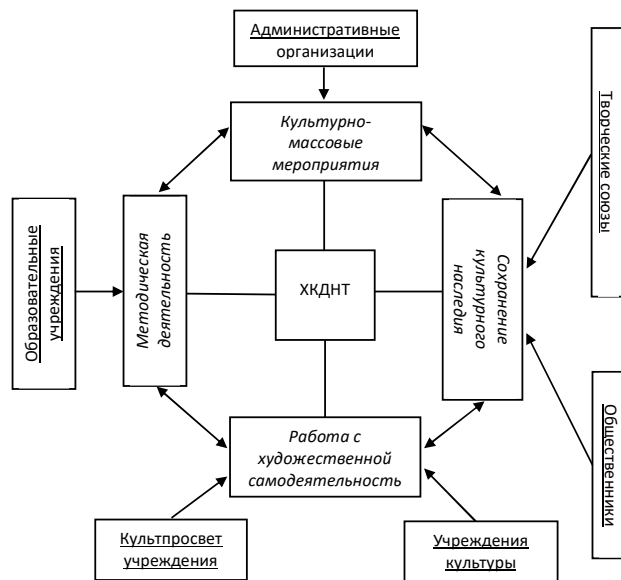 Административные
организации
Культурно-
массовые
мероприятия
Творческие союзы
Образовательные
учреждения
Методическая
деятельность
ХКДНТ
Сохранение
культурного
наследия
Общественники
Работа с
художественной
самодеятельность
Культпросвет
учреждения
Учреждения
культуры